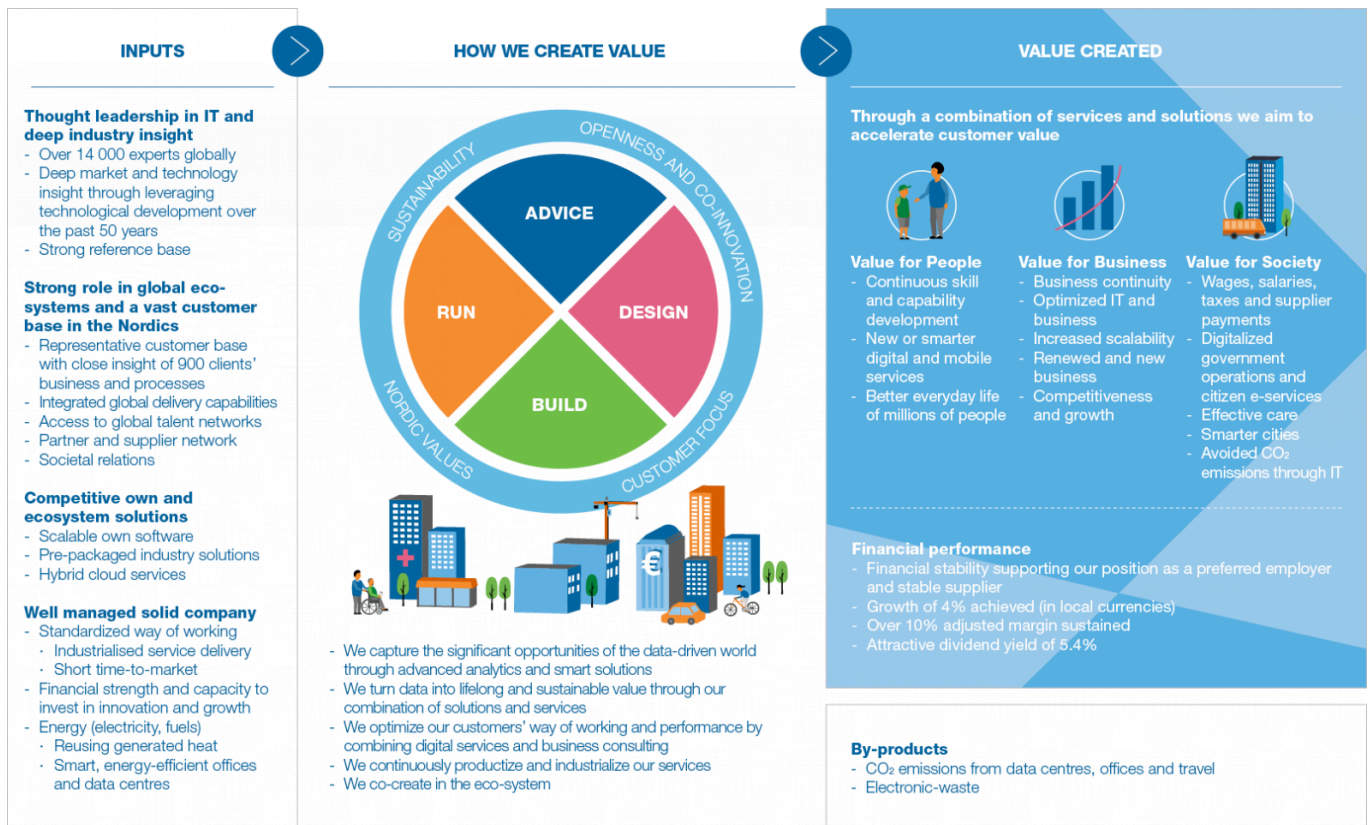 INPUTS
Thought leadership in IT and
deep industry insight
- Over 14 000 experts globally
- Deep market and technology
insight through leveraging
technological development over
the past 50 years
- Strong reference base
Strong role in global eco-
systems and a vast customer
base in the Nordics
- Representative customer base
with close insight of 900 clients’
business and processes
- Integrated global delivery capabilities
- Access to global talent networks
- Partner and supplier network
- Societal relations
Competitive own and
ecosystem solutions
- Scalable own software
- Pre-packaged industry solutions
- Hybrid cloud services
Well managed solid company
- Standardized way of working
· Industrialised service delivery
· Short time-to-market
- Financial strength and capacity to
invest in innovation and growth
- Energy (electricity, fuels)
· Reusing generated heat
· Smart, energy-efficient offices
and data centres
HOW WE CREATE VALUE
SUSTAINABILITY
OPENNESS AND CO-INNOVATION
NORDIC VALUES
CUSTOMER FOCUS
ADVICE
RUN
DESIGN
BUILD
€
- We capture the significant opportunities of the data-driven world
through advanced analytics and smart solutions
- We turn data into lifelong and sustainable value through our
combination of solutions and services
- We optimize our customers’ way of working and performance by
combining digital services and business consulting
- We continuously productize and industrialize our services
- We co-create in the eco-system
VALUE CREATED
Through a combination of services and solutions we aim to
accelerate customer value
Value for People
- Continuous skill
and capability
development
- New or smarter
digital and mobile
services
- Better everyday life
of millions of people
Value for Business
- Business continuity
- Optimized IT and
business
- Increased scalability
- Renewed and new
business
- Competitiveness
and growth
Value for Society
- Wages, salaries,
taxes and supplier
payments
- Digitalized
government
operations and
citizen e-services
- Effective care
- Smarter cities
- Avoided CO₂
emissions through IT
Financial performance
- Financial stability supporting our position as a preferred employer
and stable supplier
- Growth of 4% achieved (in local currencies)
- Over 10% adjusted margin sustained
- Attractive dividend yield of 5.4%
By-products
- CO₂ emissions from data centres, offices and travel
- Electronic-waste